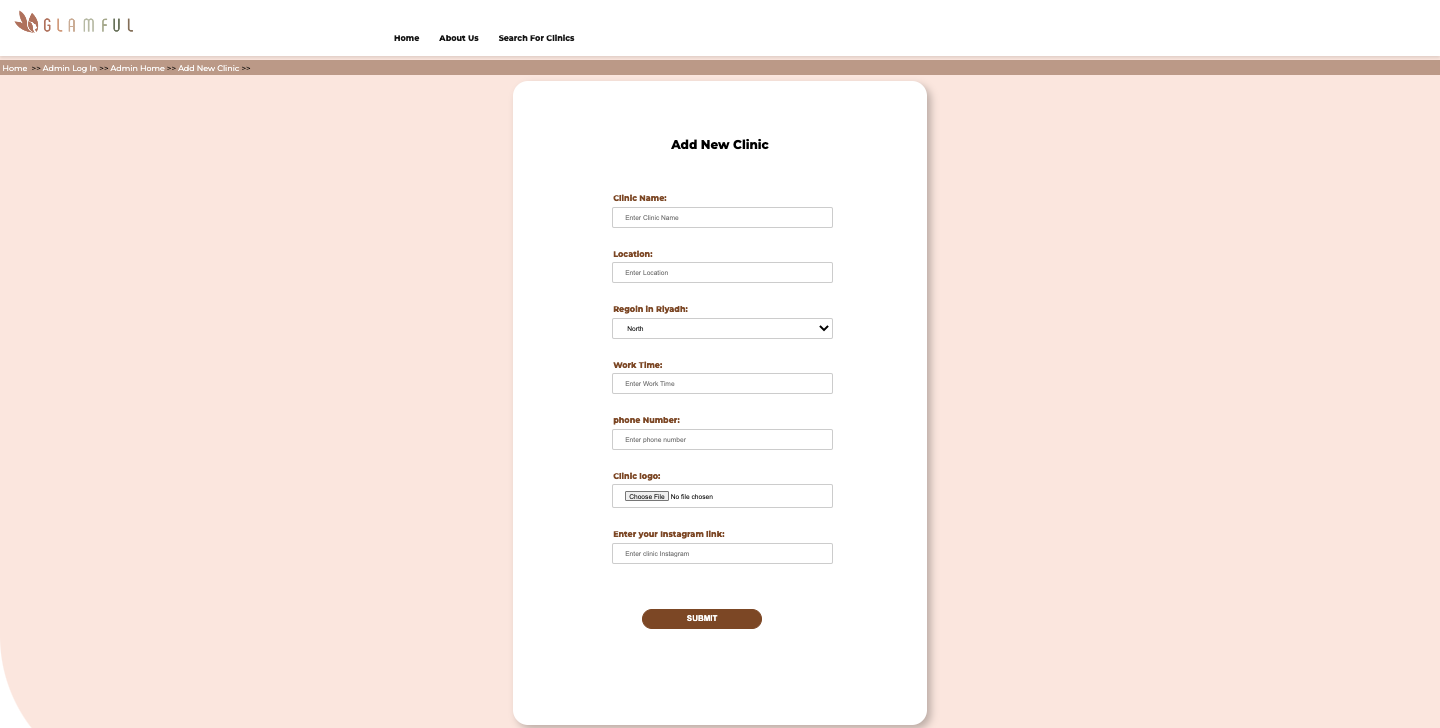 GLAMFUL
Home About Us Search For Clinics
Home >> Admin Log In >> Admin Home >> Add New Clinic >>
Add New Clinic
Clinic Name:
Enter Clinic Name
Location:
Enter Location
Regoin in Riyadh:
North
Work Time:
Enter Work Time
phone Number:
Enter phone number
Clinic logo:
Choose File No file chosen
Enter your Instagram link:
Enter clinic Instagram
SUBMIT